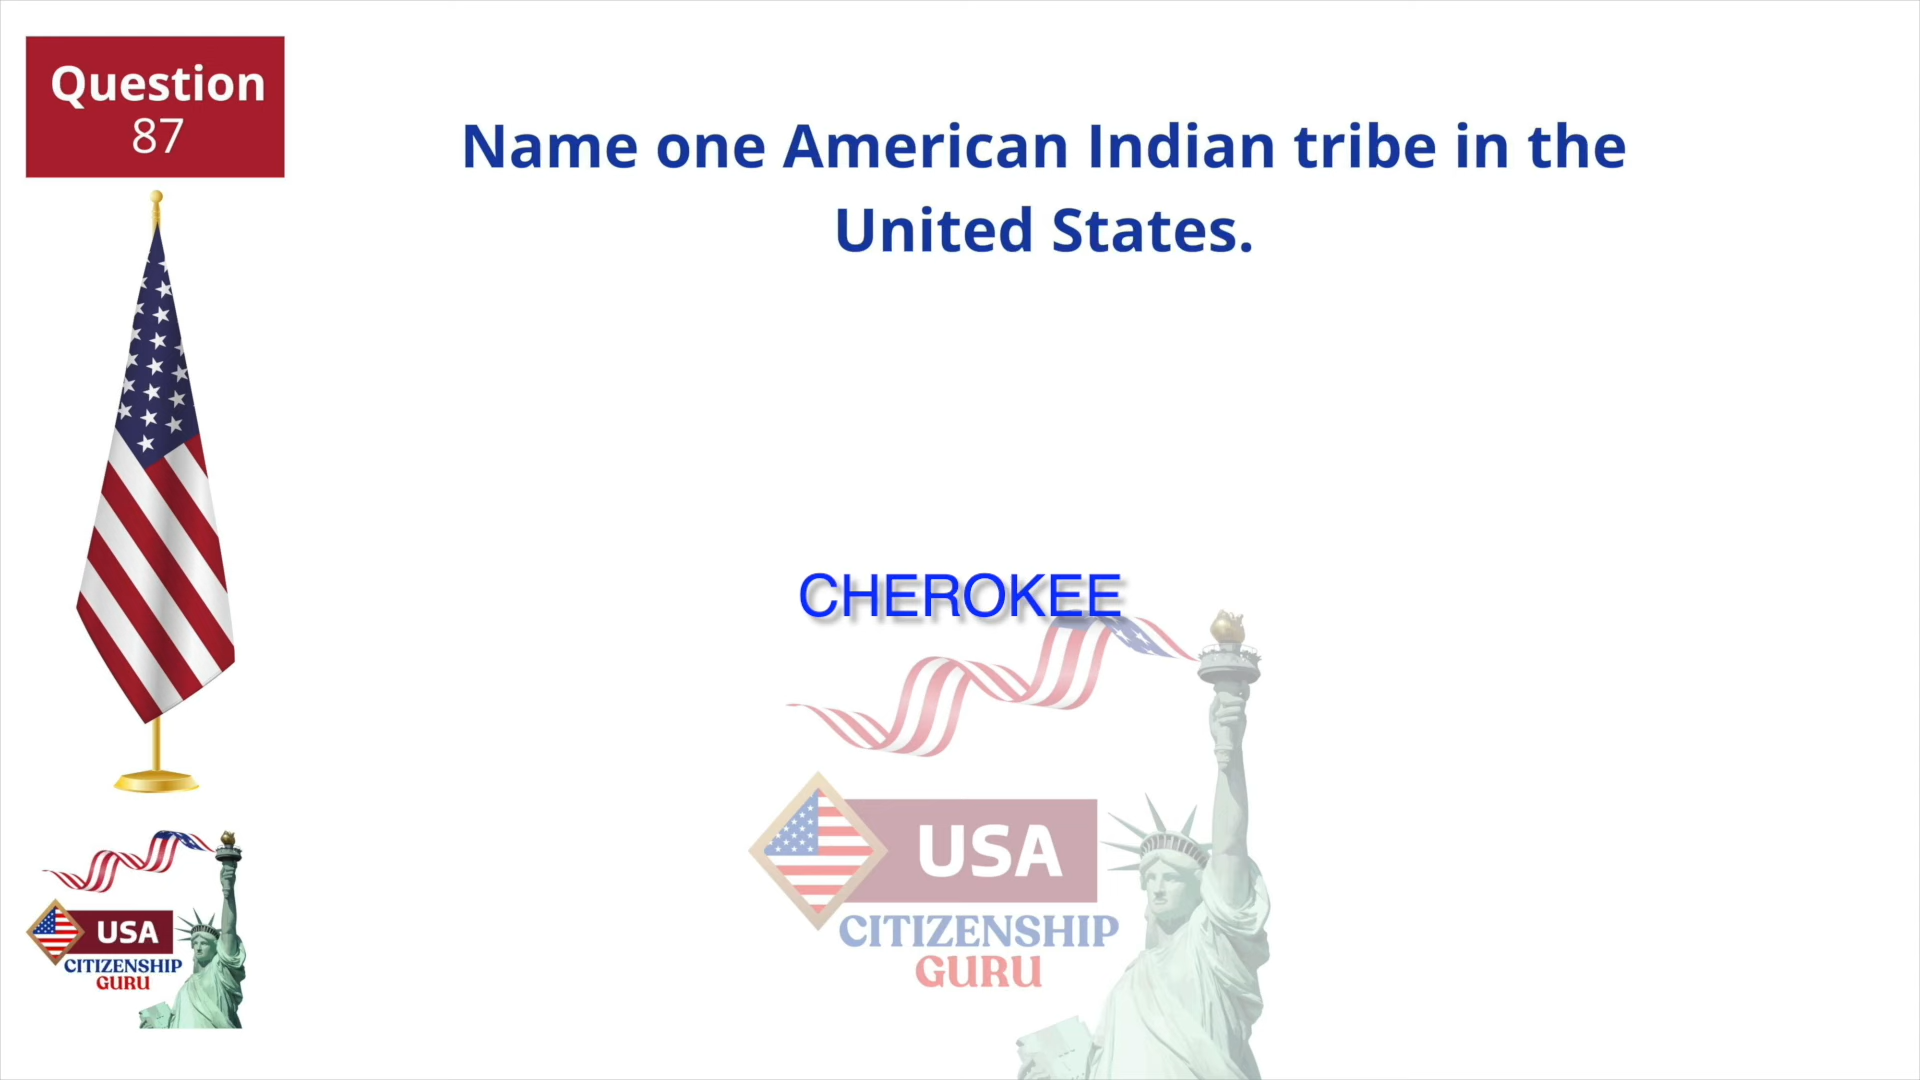 Question
87
Name one American Indian tribe in the
United States.
CHEROKEE
USA
CITIZENSHIP
GURU
USA
CITIZENSHIP
GURU